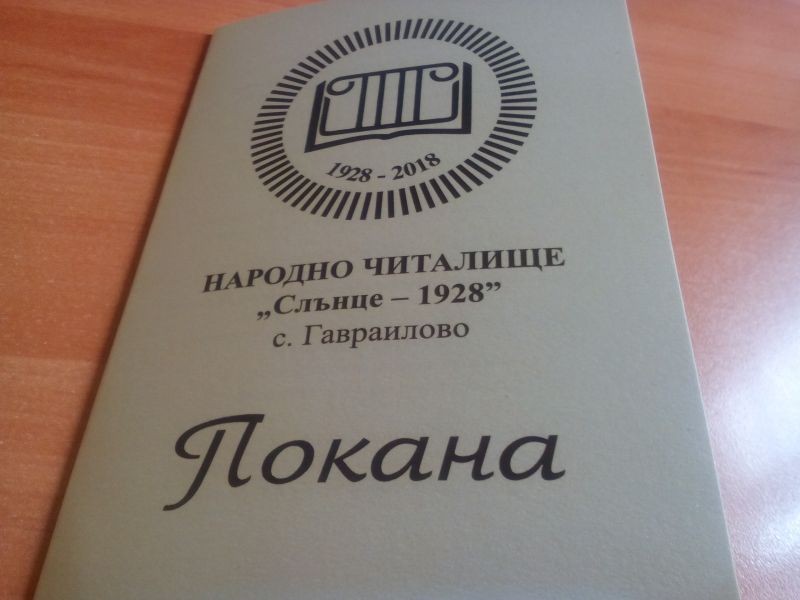 1928 - 2018
НАРОДНО ЧИТАЛИЩЕ
„Слънце – 1928”
с. Гавраилово
Покана